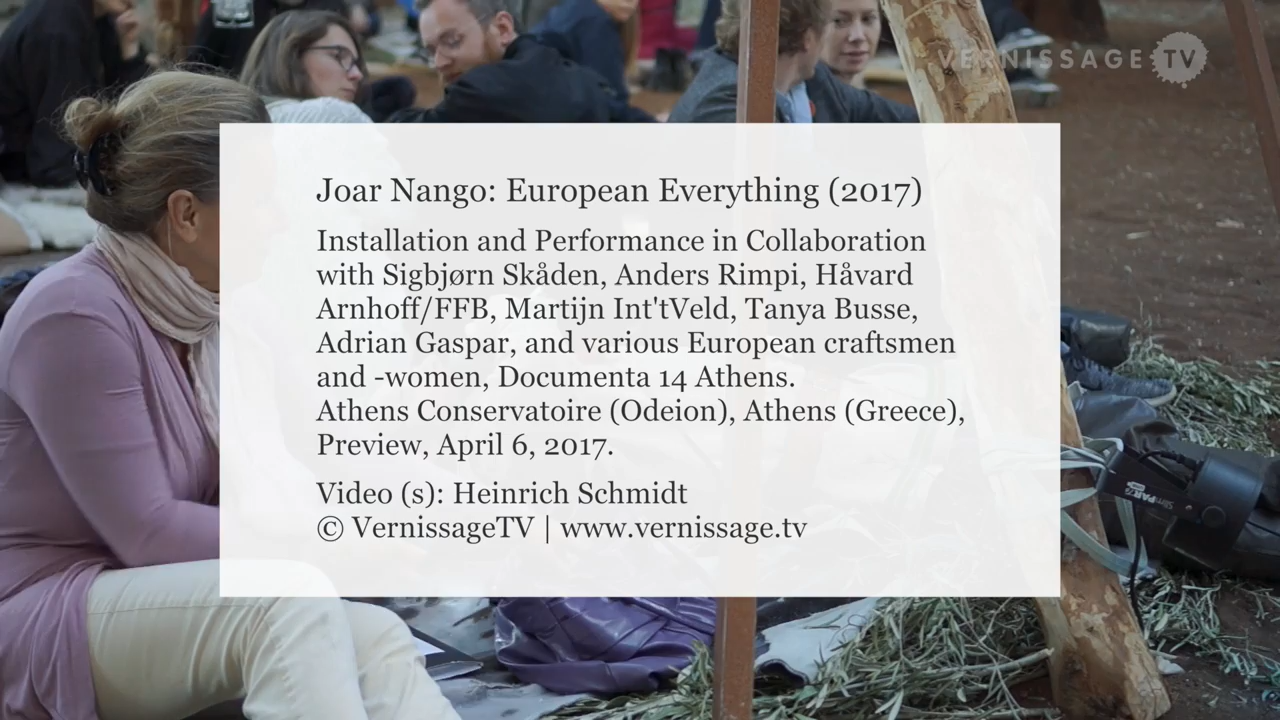 VERNISSAGE TV
Joar Nango: European Everything (2017)
Installation and Performance in Collaboration
with Sigbjørn Skåden, Anders Rimpi, Håvard
Arnhoff/FFB, Martijn Int'tVeld, Tanya Busse,
Adrian Gaspar, and various European craftsmen
and -women, Documenta 14 Athens.
Athens Conservatoire (Odeion), Athens (Greece),
Preview, April 6, 2017.
Video (s): Heinrich Schmidt
© VernissageTV | www.vernissage.tv